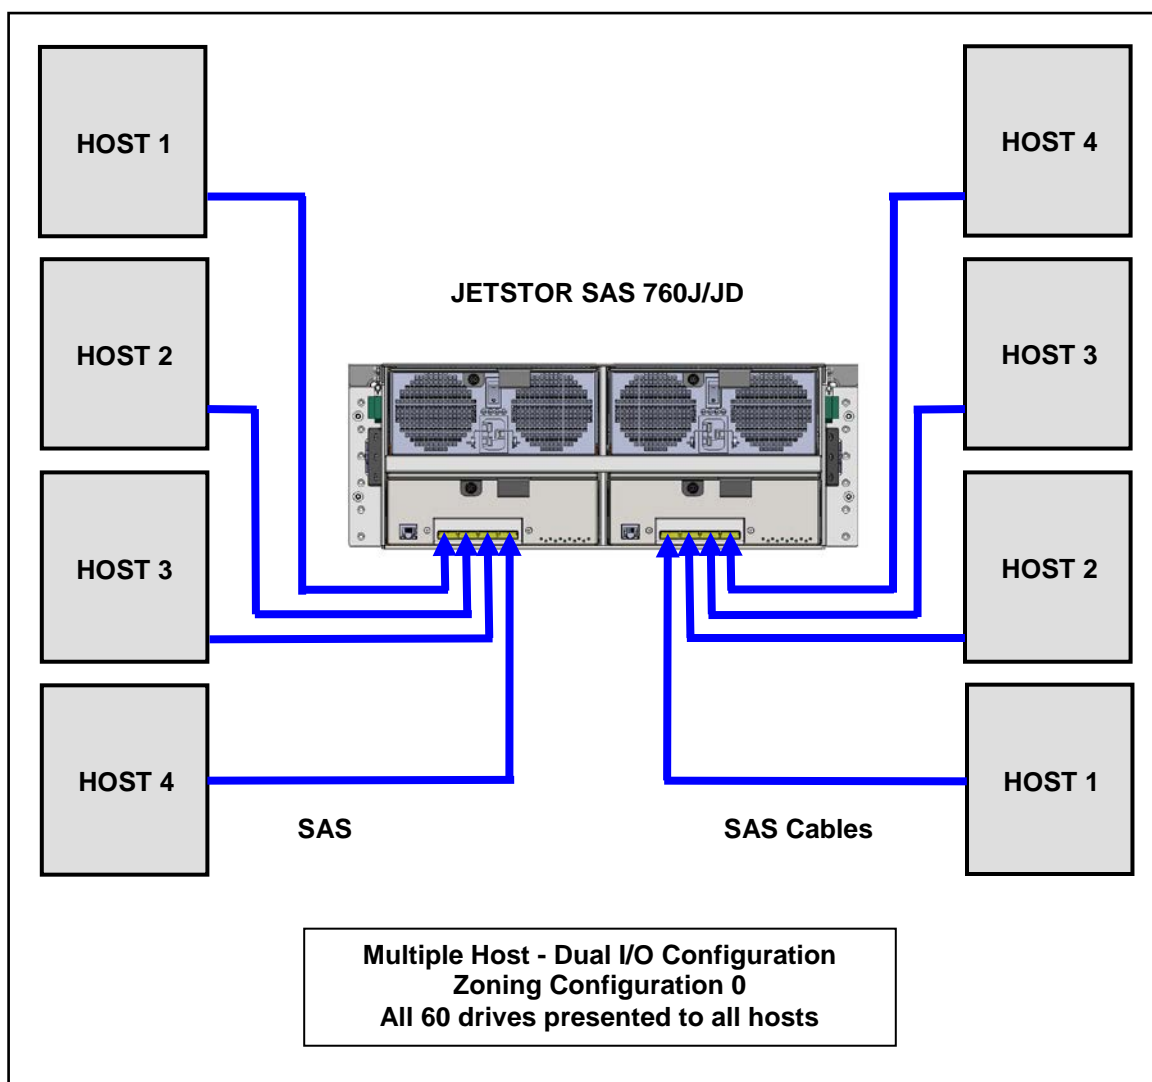 HOST 1
HOST 4
JETSTOR SAS 760J/JD
HOST 2
HOST 3
HOST 3
HOST 2
HOST 4
HOST 1
SAS
SAS Cables
Multiple Host - Dual I/O Configuration
Zoning Configuration 0
All 60 drives presented to all hosts